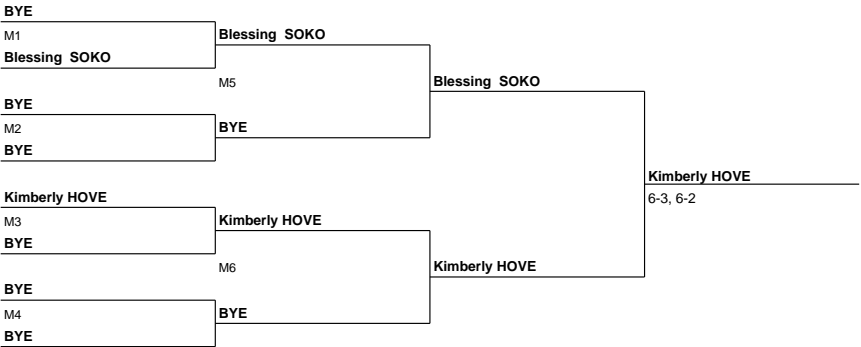 BYE
M1
Blessing SOKO
Blessing SOKO
M5
Blessing SOKO
BYE
M2
BYE
BYE
Kimberly HOVE
6-3, 6-2
Kimberly HOVE
M3
Kimberly HOVE
BYE
M6
Kimberly HOVE
BYE
M4
BYE
BYE